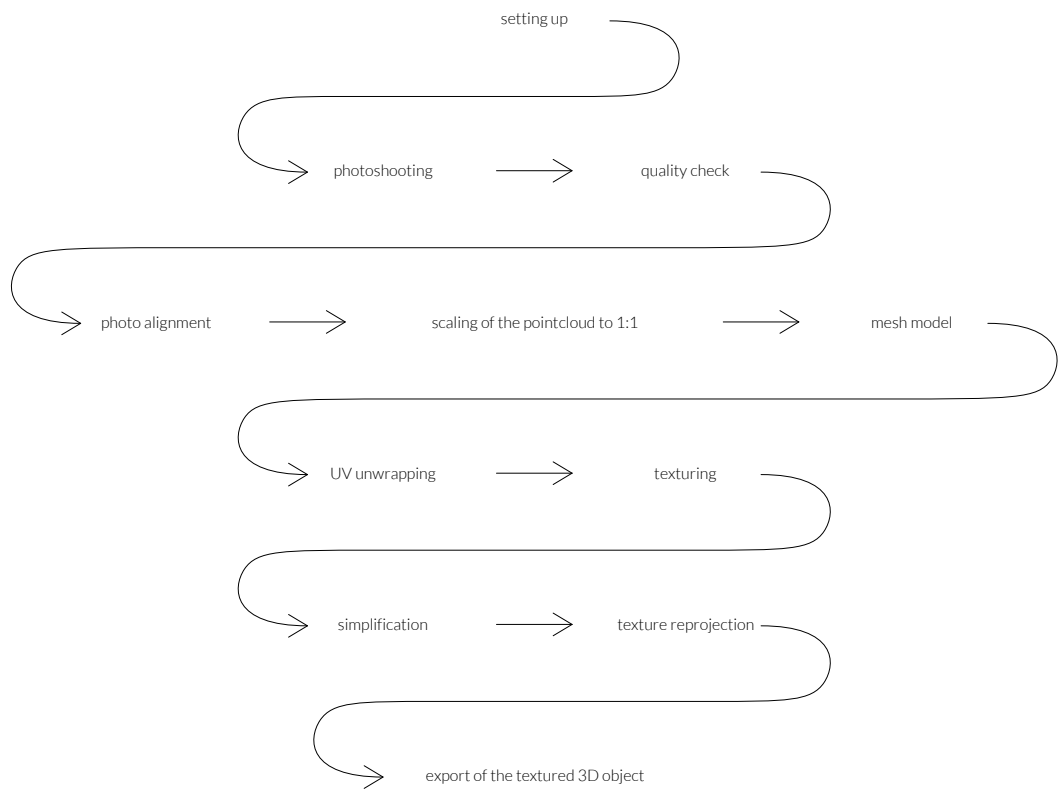 setting up
photoshooting
quality check
photo alignment
scaling of the pointcloud to 1:1
mesh model
UV unwrapping
texturing
simplification
texture reprojection
export of the textured 3D object